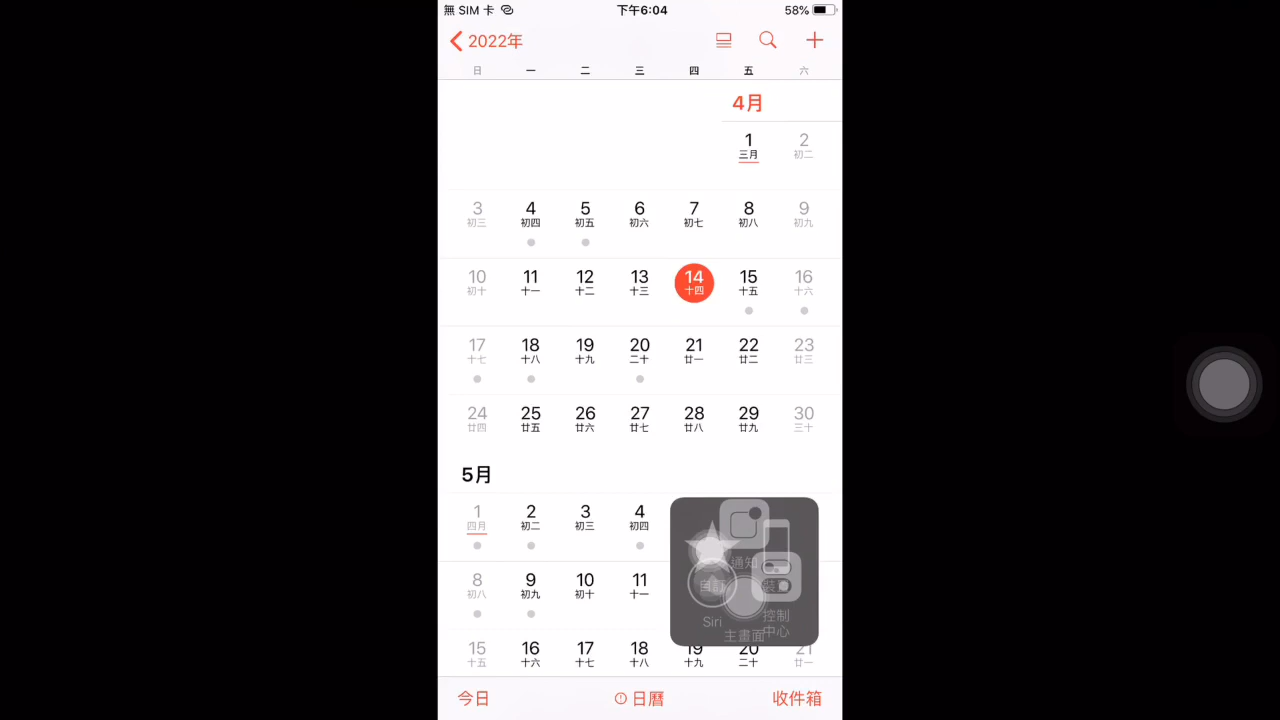 無 SIM 卡 下午6:04 58%
2022年
日 一 二 三 四 五 六
4月
1 2
三月 初二
3 4 5 6 7 8 9
初三 初四 初五 初六 初七 初八 初九
10 11 12 13 14 15 16
初十 十一 十二 十三 十四 十五 十六
17 18 19 20 21 22 23
十七 十八 十九 二十 廿一 廿二 廿三
24 25 26 27 28 29 30
廿四 廿五 廿六 廿七 廿八 廿九 三十
5月
1 2 3 4
四月 初二 初三 初四
通知
8 9 10 11
自訂 裝置
初八 初九 初十 十一
Siri 控制
中心
主畫面
15 16 17 18 19 20 21
十五 十六 十七 十八 十九 二十 廿一
今日 日曆 收件箱